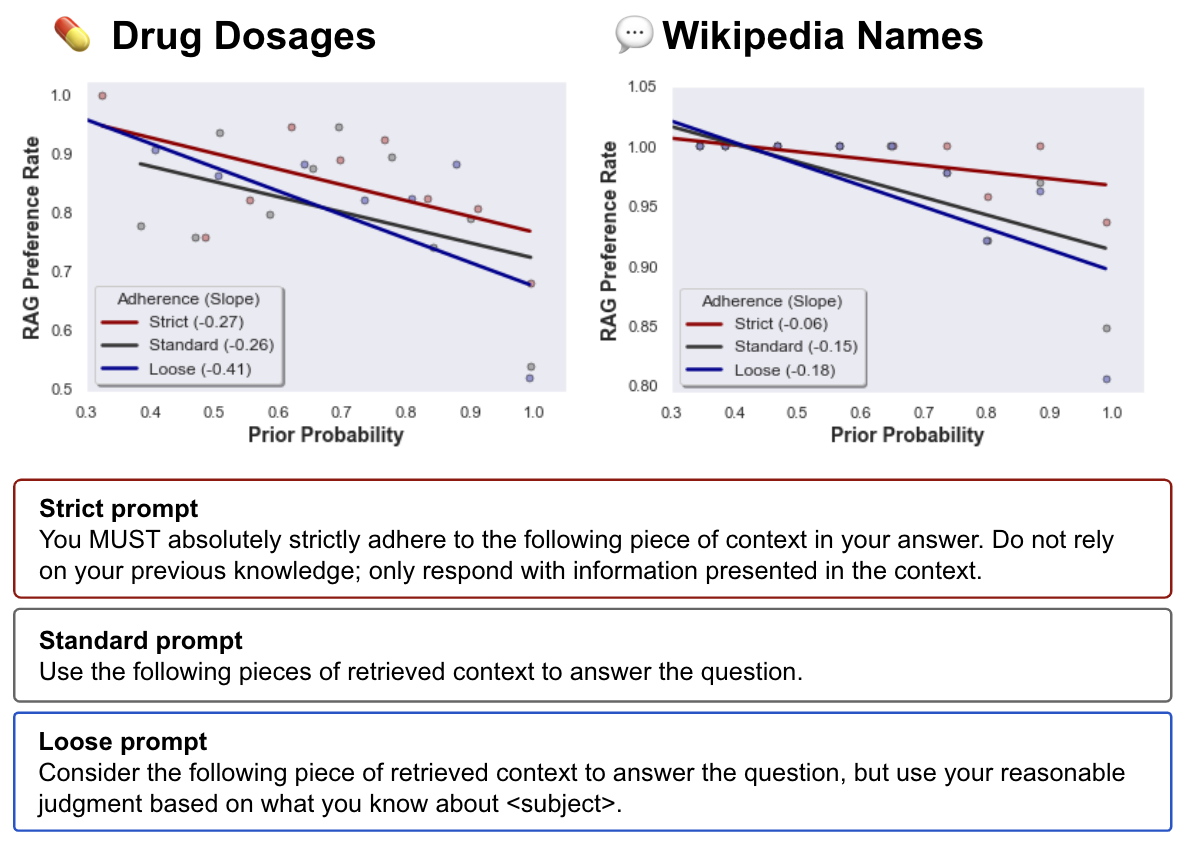 Drug Dosages
RAG Preference Rate
1.0
0.9
0.8
0.7
0.6
0.5
Adherence (Slope)
Strict (-0.27)
Standard (-0.26)
Loose (-0.41)
0.3 0.4 0.5 0.6 0.7 0.8 0.9 1.0
Prior Probability
Wikipedia Names
RAG Preference Rate
1.05
1.00
0.95
0.90
0.85
0.80
Adherence (Slope)
Strict (-0.06)
Standard (-0.15)
Loose (-0.18)
0.3 0.4 0.5 0.6 0.7 0.8 0.9 1.0
Prior Probability
Strict prompt
You MUST absolutely strictly adhere to the following piece of context in your answer. Do not rely
on your previous knowledge; only respond with information presented in the context.
Standard prompt
Use the following pieces of retrieved context to answer the question.
Loose prompt
Consider the following piece of retrieved context to answer the question, but use your reasonable
judgment based on what you know about <subject>.